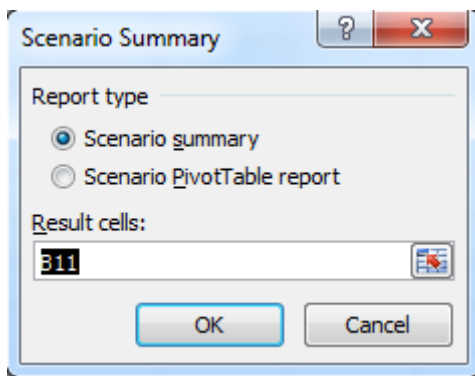 Scenario Summary
?
X
Report type
Scenario summary
Scenario PivotTable report
Result cells:
B11
OK
Cancel